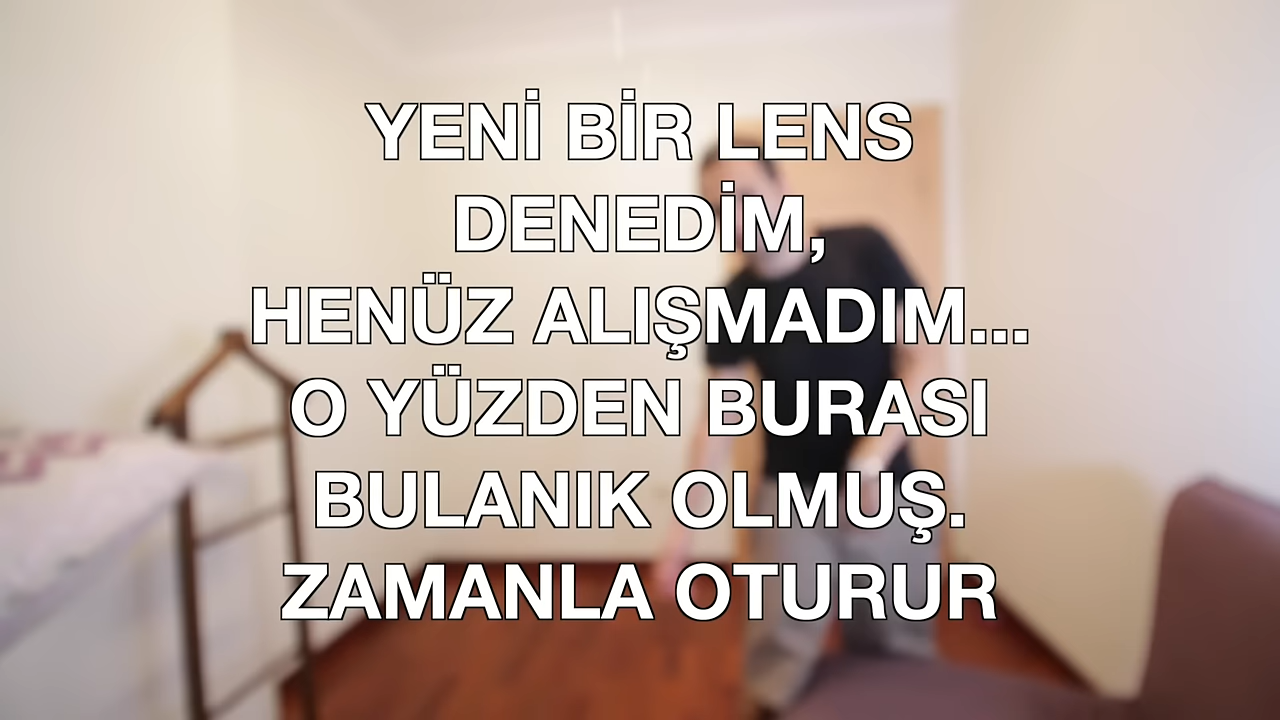 YENİ BİR LENS
DENEDİM,
HENÜZ ALIŞMADIM...
O YÜZDEN BURASI
BULANIK OLMUŞ.
ZAMANLA OTURUR